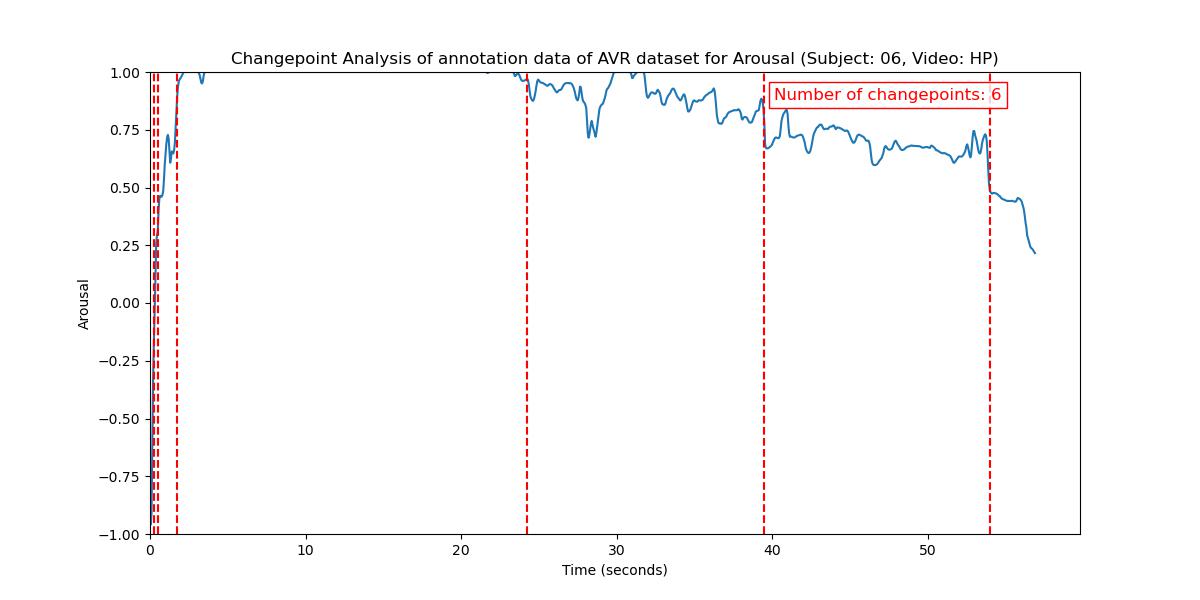 Changepoint Analysis of annotation data of AVR dataset for Arousal (Subject: 06, Video: HP)
Number of changepoints: 6
Arousal
1.00
0.75
0.50
0.25
0.00
−0.25
−0.50
−0.75
−1.00
0 10 20 30 40 50
Time (seconds)